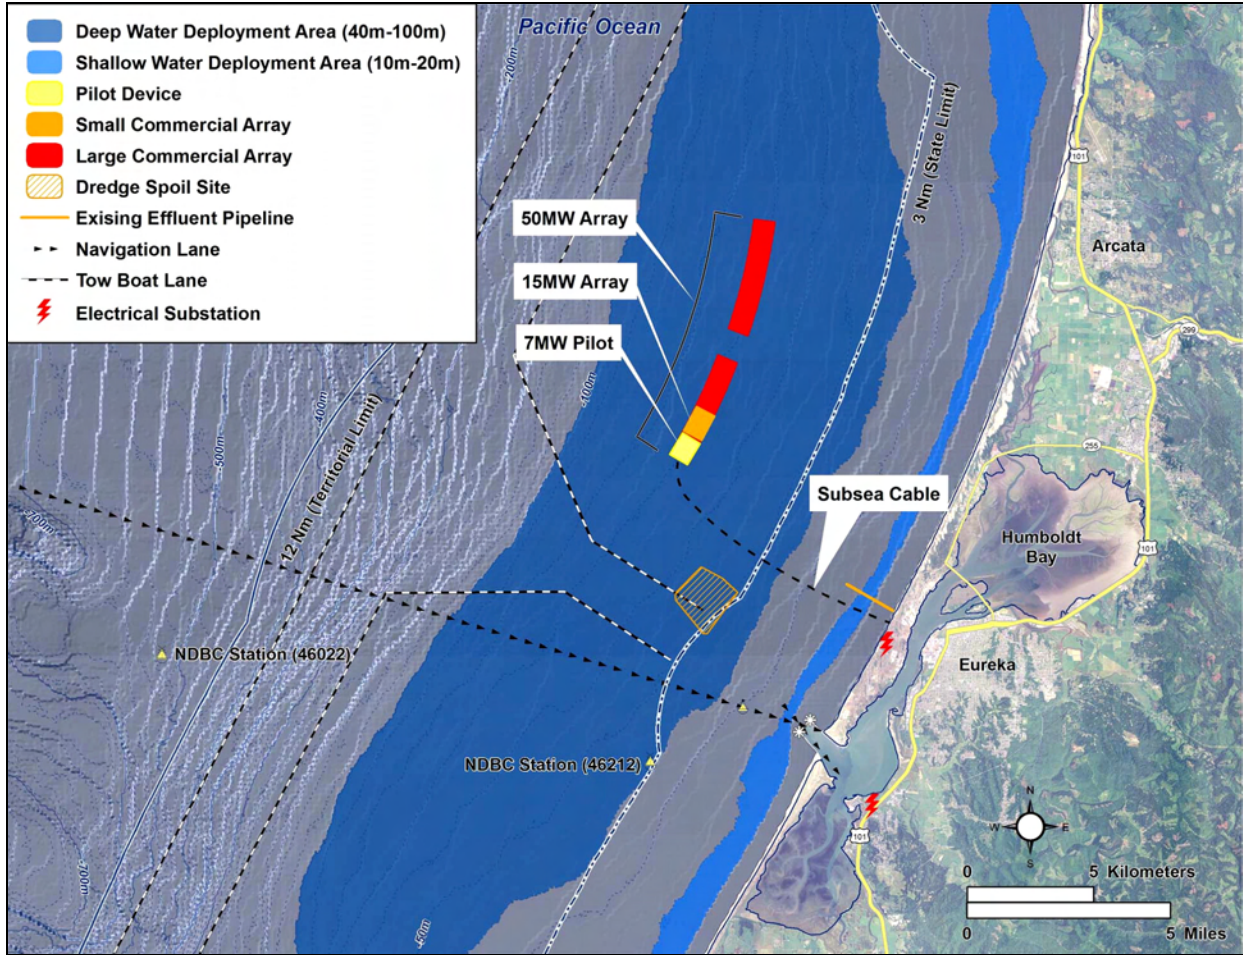 Pacific Ocean
Deep Water Deployment Area (40m-100m)
Shallow Water Deployment Area (10m-20m)
Pilot Device
Small Commercial Array
Large Commercial Array
Dredge Spoil Site
Exising Effluent Pipeline
Navigation Lane
Tow Boat Lane
Electrical Substation
-200m
3 Nm (State Limit)
101
Arcata
50MW Array
15MW Array
7MW Pilot
299
-100m
-400m
-500m
12 Nm (Territorial Limit)
255
Subsea Cable
Humboldt
Bay
101
-700m
NDBC Station (46022)
Eureka
NDBC Station (46212)
101
N
W
E
S
-700m
-50m
0
5 Kilometers
0
5 Miles